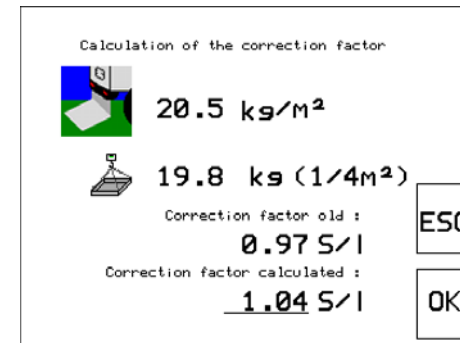 Calculation of the correction factor
20.5 kg/m²
19.8 kg (1/4m²)
Correction factor old :
0.97 S/l
Correction factor calculated :
1.04 S/l
ESC
OK